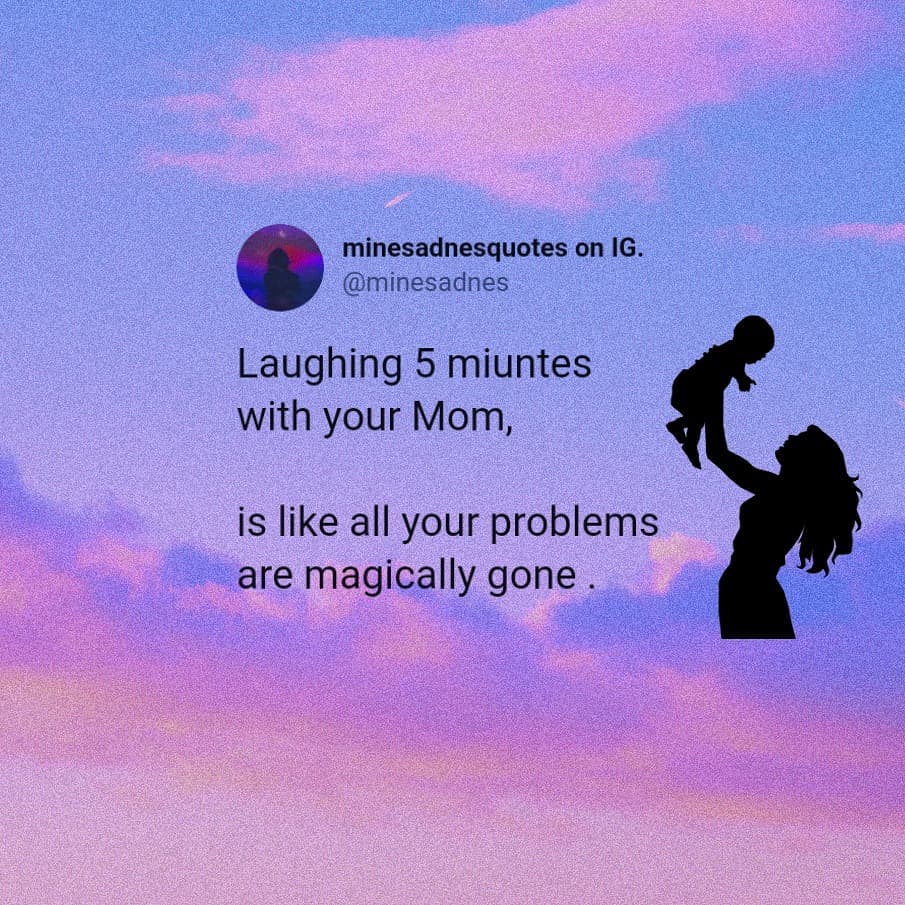 minesadnesquotes on IG.
@minesadnes
Laughing 5 miuntes
with your Mom,
is like all your problems
are magically gone .